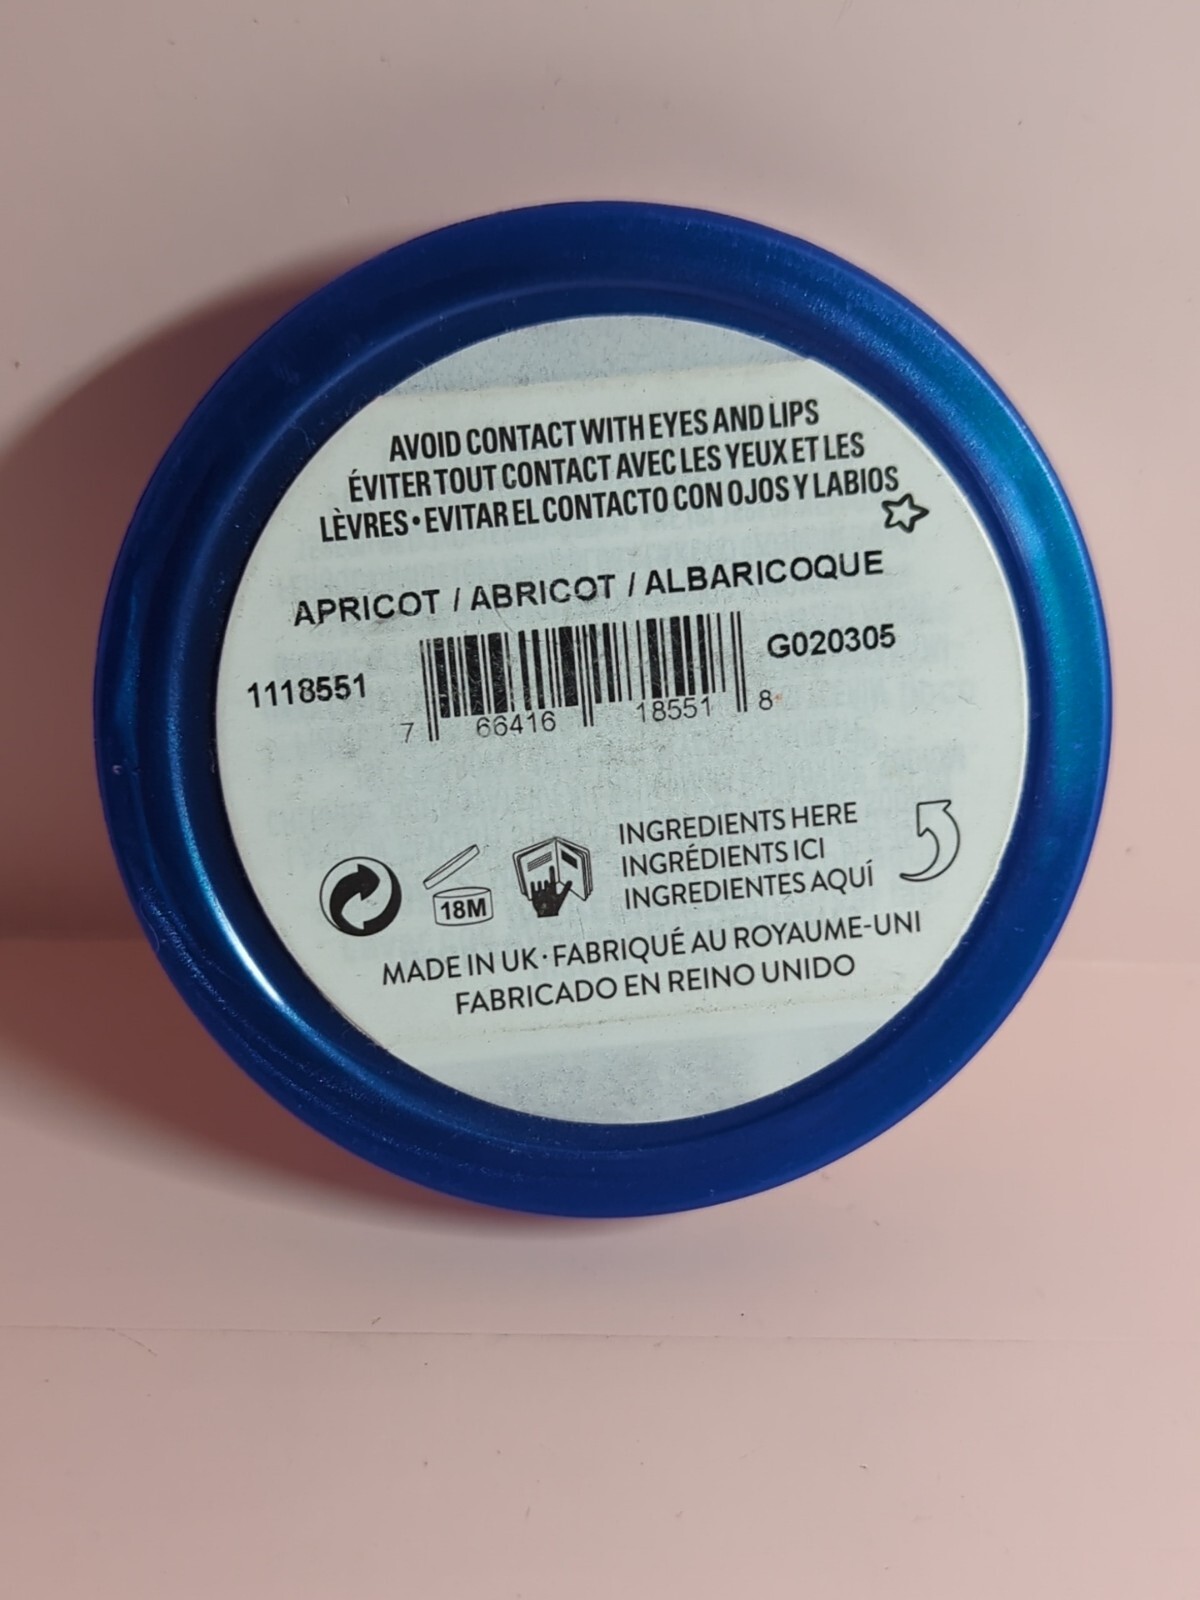 AVOID CONTACT WITH EYES AND LIPS
ÉVITER TOUT CONTACT AVEC LES YEUX ET LES
LÈVRES • EVITAR EL CONTACTO CON OJOS Y LABIOS
APRICOT / ABRICOT / ALBARICOQUE
1118551
G020305
7 66416 18551 8
18M
INGREDIENTS HERE
INGRÉDIENTS ICI
INGREDIENTES AQUÍ
MADE IN UK · FABRIQUÉ AU ROYAUME-UNI
FABRICADO EN REINO UNIDO